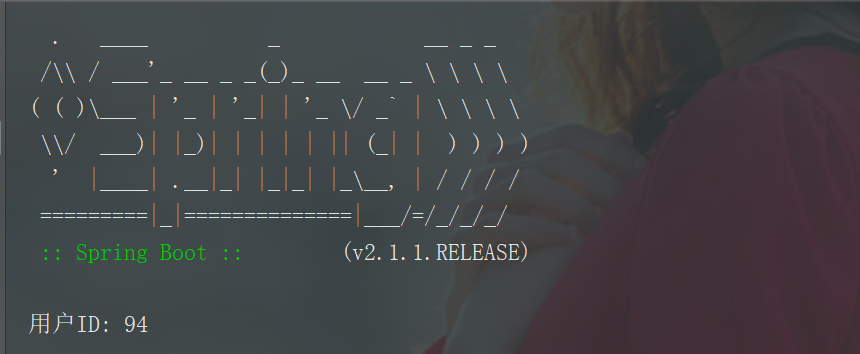 .   ____          _            __ _ _
 /\\ / ___'_ __ _ _(_)_ __  __ _ \ \ \ \
( ( )\___ | '_ | '_| | '_ \/ _` | \ \ \ \
 \\/  ___)| |_)| | | | | || (_| |  ) ) ) )
  '  |____| .__|_| |_|_| |_\__, | / / / /
 =========|_|==============|___/=/_/_/_/
 :: Spring Boot ::        (v2.1.1.RELEASE)
用户ID: 94